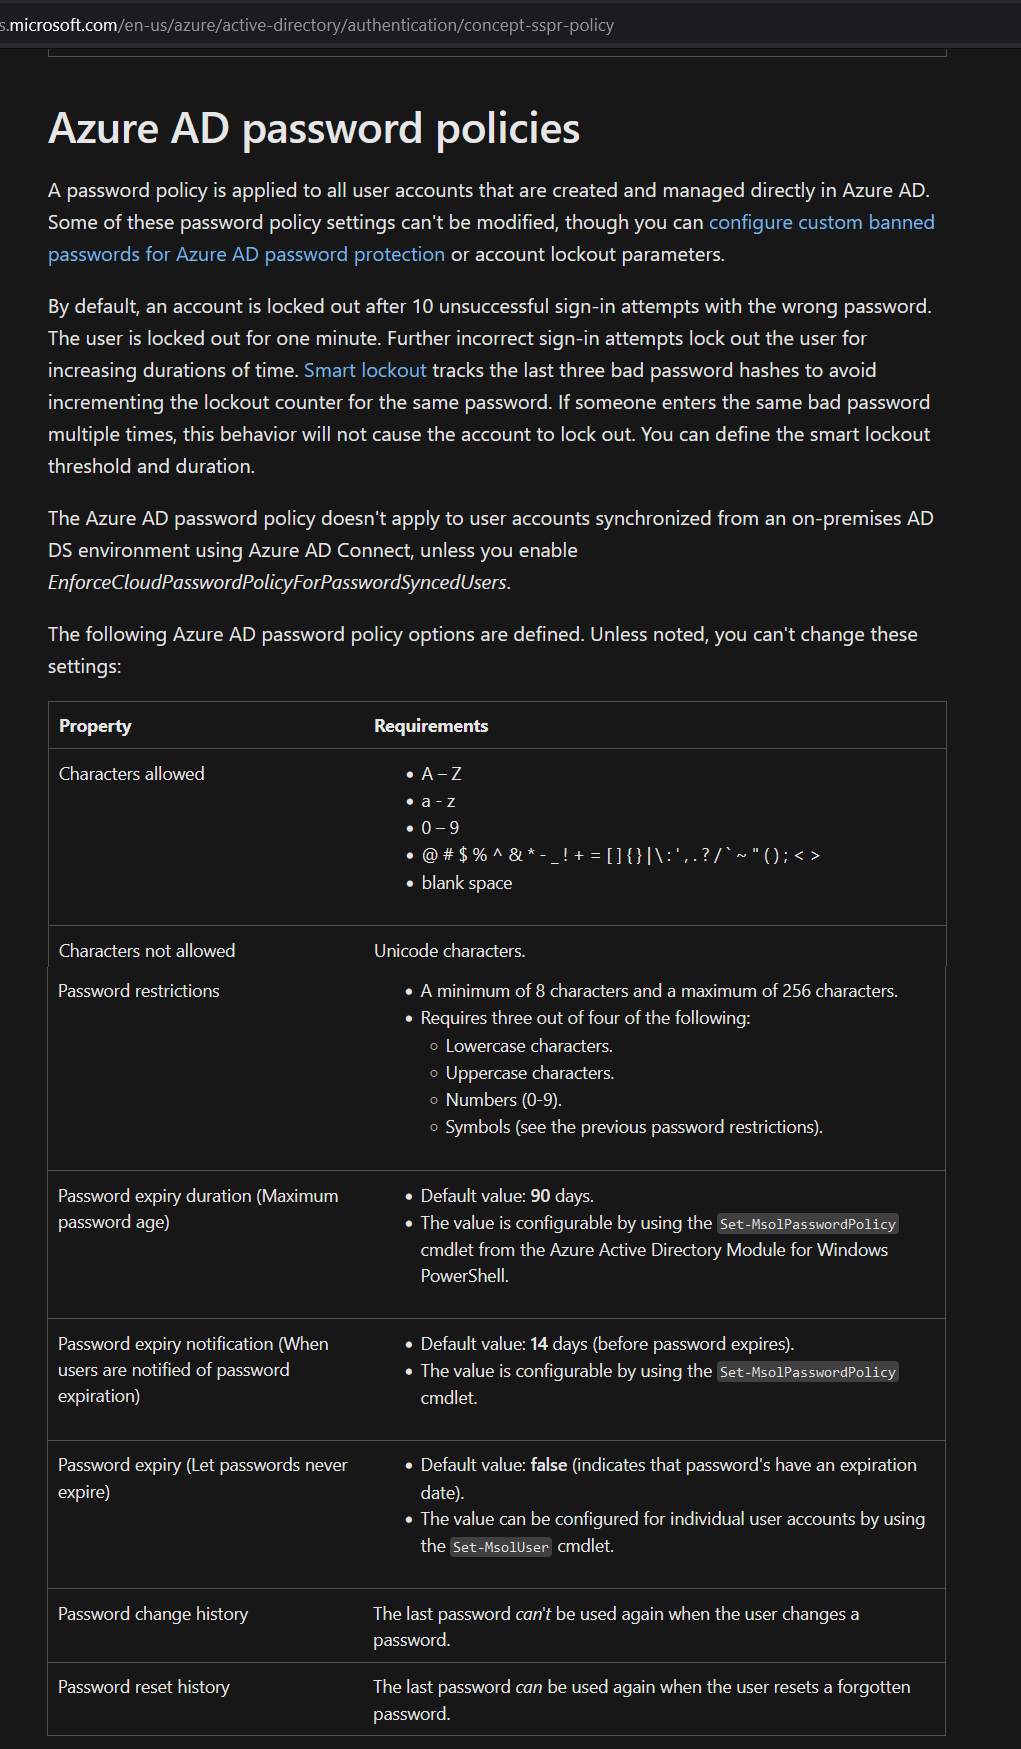 s.microsoft.com/en-us/azure/active-directory/authentication/concept-sspr-policy
Azure AD password policies
A password policy is applied to all user accounts that are created and managed directly in Azure AD.
Some of these password policy settings can't be modified, though you can configure custom banned
passwords for Azure AD password protection or account lockout parameters.
By default, an account is locked out after 10 unsuccessful sign-in attempts with the wrong password.
The user is locked out for one minute. Further incorrect sign-in attempts lock out the user for
increasing durations of time. Smart lockout tracks the last three bad password hashes to avoid
incrementing the lockout counter for the same password. If someone enters the same bad password
multiple times, this behavior will not cause the account to lock out. You can define the smart lockout
threshold and duration.
The Azure AD password policy doesn't apply to user accounts synchronized from an on-premises AD
DS environment using Azure AD Connect, unless you enable
EnforceCloudPasswordPolicyForPasswordSyncedUsers.
The following Azure AD password policy options are defined. Unless noted, you can't change these
settings:
Property Requirements
Characters allowed • A – Z
• a - z
• 0 – 9
• @ # $ % ^ & * - _ ! + = [ ] { } | \ : ' , . ? / ` ~ " ( ) ; < >
• blank space
Characters not allowed Unicode characters.
Password restrictions • A minimum of 8 characters and a maximum of 256 characters.
• Requires three out of four of the following:
○ Lowercase characters.
○ Uppercase characters.
○ Numbers (0-9).
○ Symbols (see the previous password restrictions).
Password expiry duration (Maximum • Default value: 90 days.
password age) • The value is configurable by using the Set-MsolPasswordPolicy
cmdlet from the Azure Active Directory Module for Windows
PowerShell.
Password expiry notification (When • Default value: 14 days (before password expires).
users are notified of password • The value is configurable by using the Set-MsolPasswordPolicy
expiration) cmdlet.
Password expiry (Let passwords never • Default value: false (indicates that password's have an expiration
expire) date).
• The value can be configured for individual user accounts by using
the Set-MsolUser cmdlet.
Password change history The last password can't be used again when the user changes a
password.
Password reset history The last password can be used again when the user resets a forgotten
password.